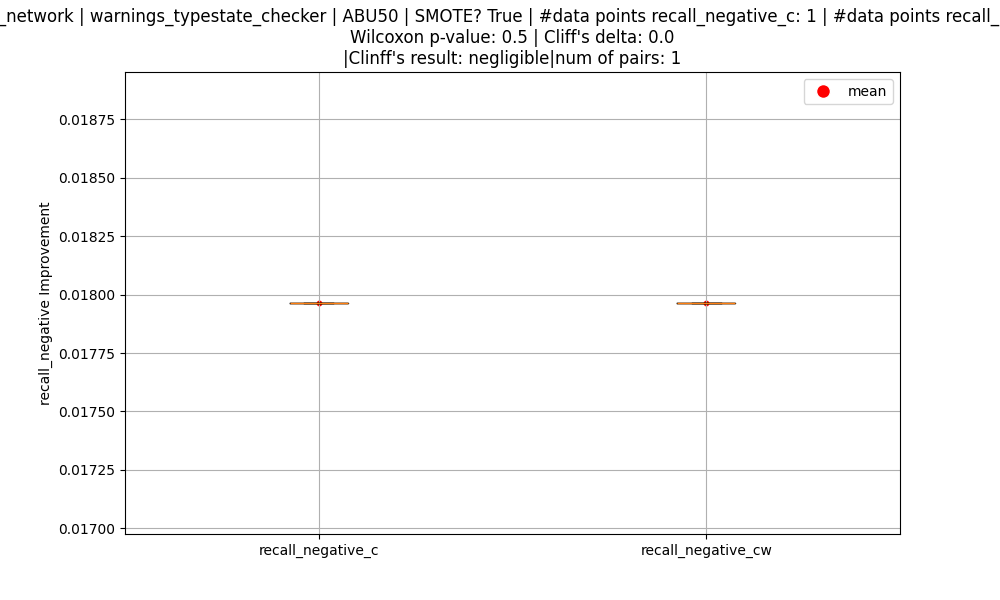 _network | warnings_typestate_checker | ABU50 | SMOTE? True | #data points recall_negative_c: 1 | #data points recall_
Wilcoxon p-value: 0.5 | Cliff's delta: 0.0
|Clinff's result: negligible|num of pairs: 1
mean
0.01875
0.01850
0.01825
0.01800
0.01775
0.01750
0.01725
0.01700
recall_negative Improvement
recall_negative_c
recall_negative_cw